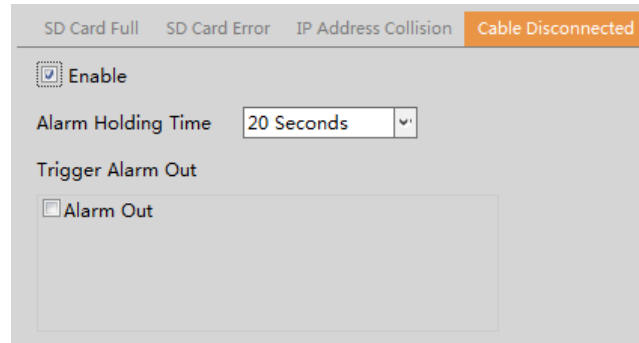 SD Card Full SD Card Error IP Address Collision Cable Disconnected
Enable
Alarm Holding Time 20 Seconds
Trigger Alarm Out
Alarm Out